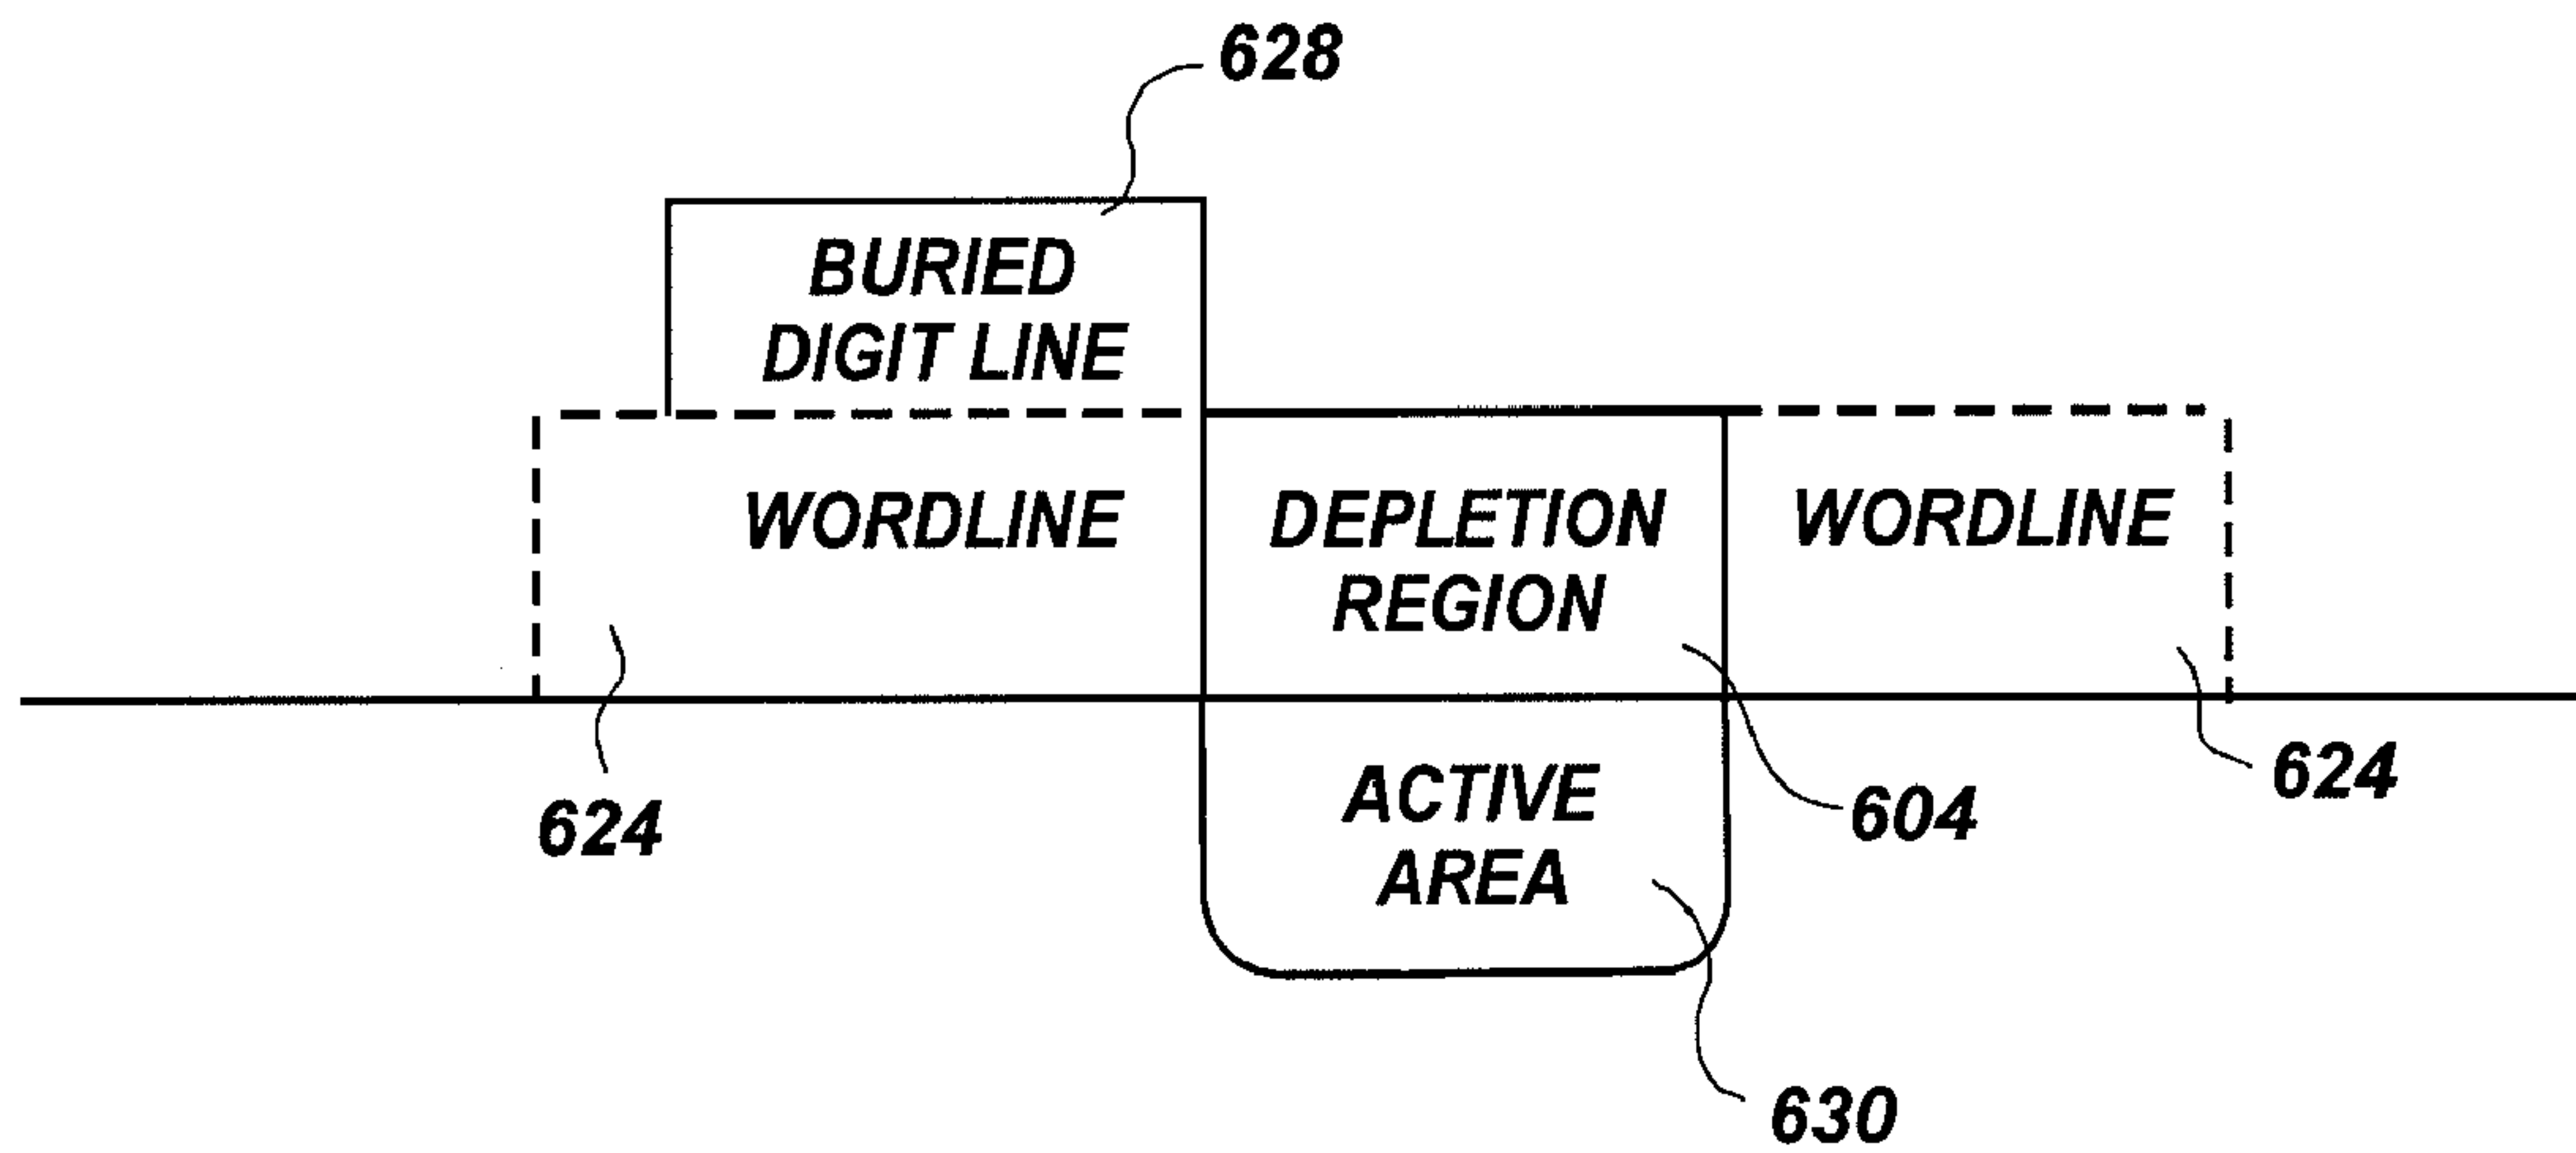 628
BURIED
DIGIT LINE
WORDLINE
DEPLETION
REGION
WORDLINE
624
ACTIVE
AREA
604
624
630